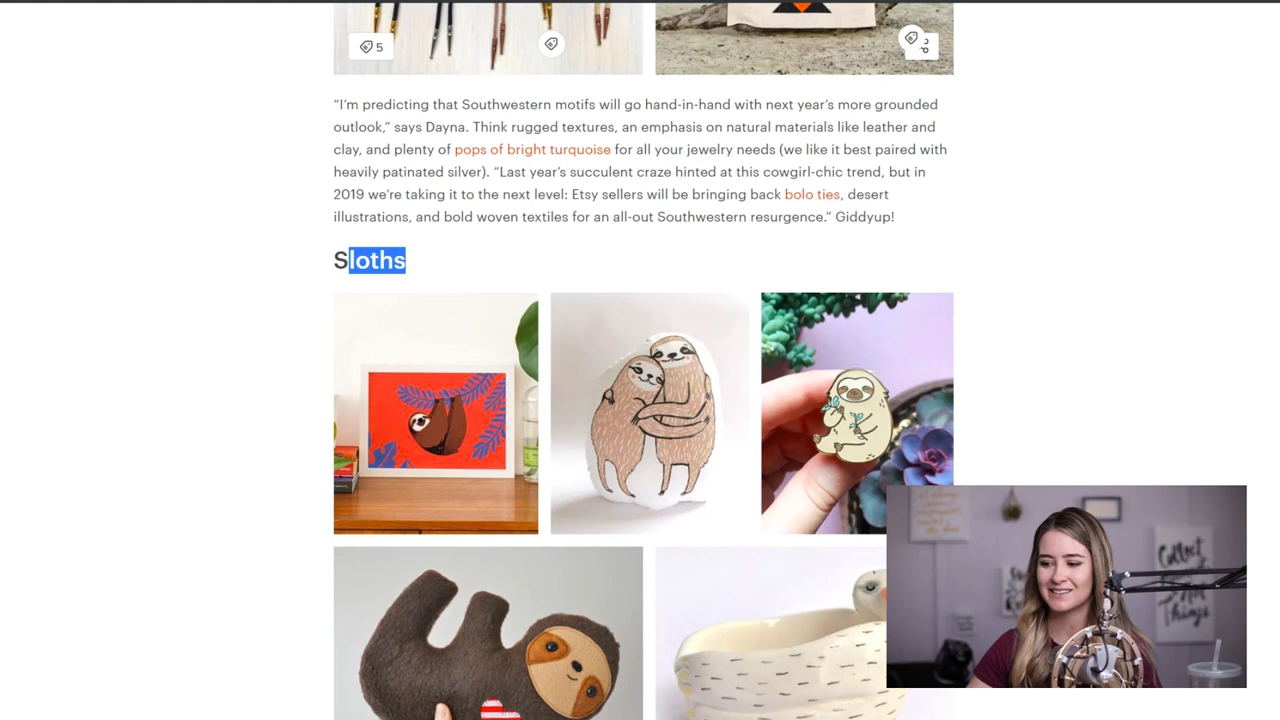 5
“I’m predicting that Southwestern motifs will go hand-in-hand with next year’s more grounded
outlook,” says Dayna. Think rugged textures, an emphasis on natural materials like leather and
clay, and plenty of pops of bright turquoise for all your jewelry needs (we like it best paired with
heavily patinated silver). “Last year’s succulent craze hinted at this cowgirl-chic trend, but in
2019 we’re taking it to the next level: Etsy sellers will be bringing back bolo ties, desert
illustrations, and bold woven textiles for an all-out Southwestern resurgence.” Giddyup!
Sloths
Collect
Things